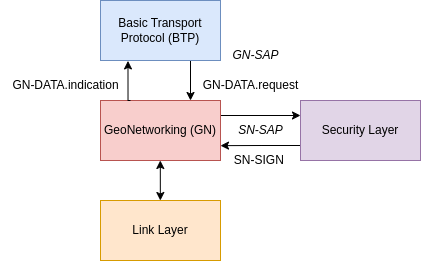 Basic Transport
Protocol (BTP)
GN-SAP
GN-DATA.indication
GN-DATA.request
GeoNetworking (GN)
SN-SAP
Security Layer
SN-SIGN
Link Layer